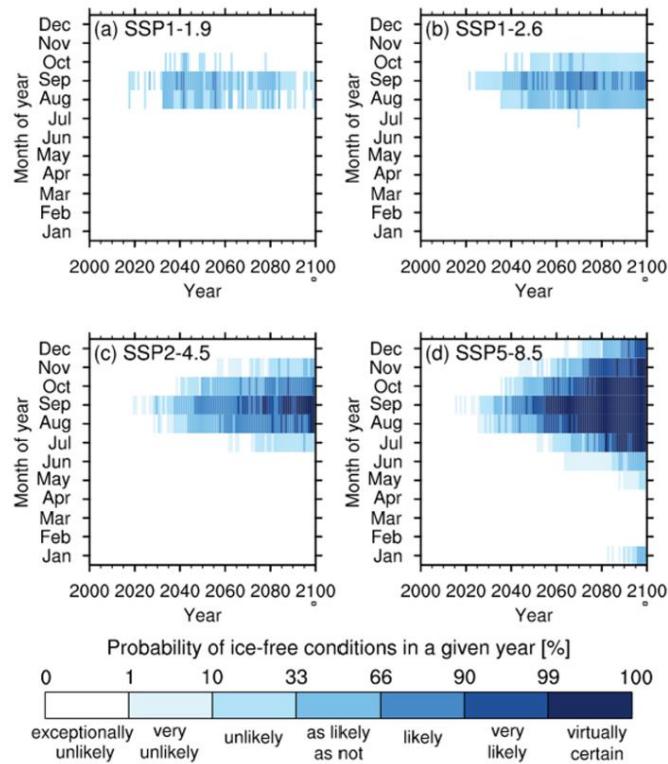 (a) SSP1-1.9
Dec
Nov
Oct
Sep
Aug
Jul
Jun
May
Apr
Mar
Feb
Jan
Month of year
2000 2020 2040 2060 2080 2100
Year
(b) SSP1-2.6
Dec
Nov
Oct
Sep
Aug
Jul
Jun
May
Apr
Mar
Feb
Jan
Month of year
2000 2020 2040 2060 2080 2100
Year
(c) SSP2-4.5
Dec
Nov
Oct
Sep
Aug
Jul
Jun
May
Apr
Mar
Feb
Jan
Month of year
2000 2020 2040 2060 2080 2100
Year
(d) SSP5-8.5
Dec
Nov
Oct
Sep
Aug
Jul
Jun
May
Apr
Mar
Feb
Jan
Month of year
2000 2020 2040 2060 2080 2100
Year
Probability of ice-free conditions in a given year [%]
0 1 10 33 66 90 99 100
exceptionally very unlikely as likely likely very virtually
unlikely unlikely as not likely certain